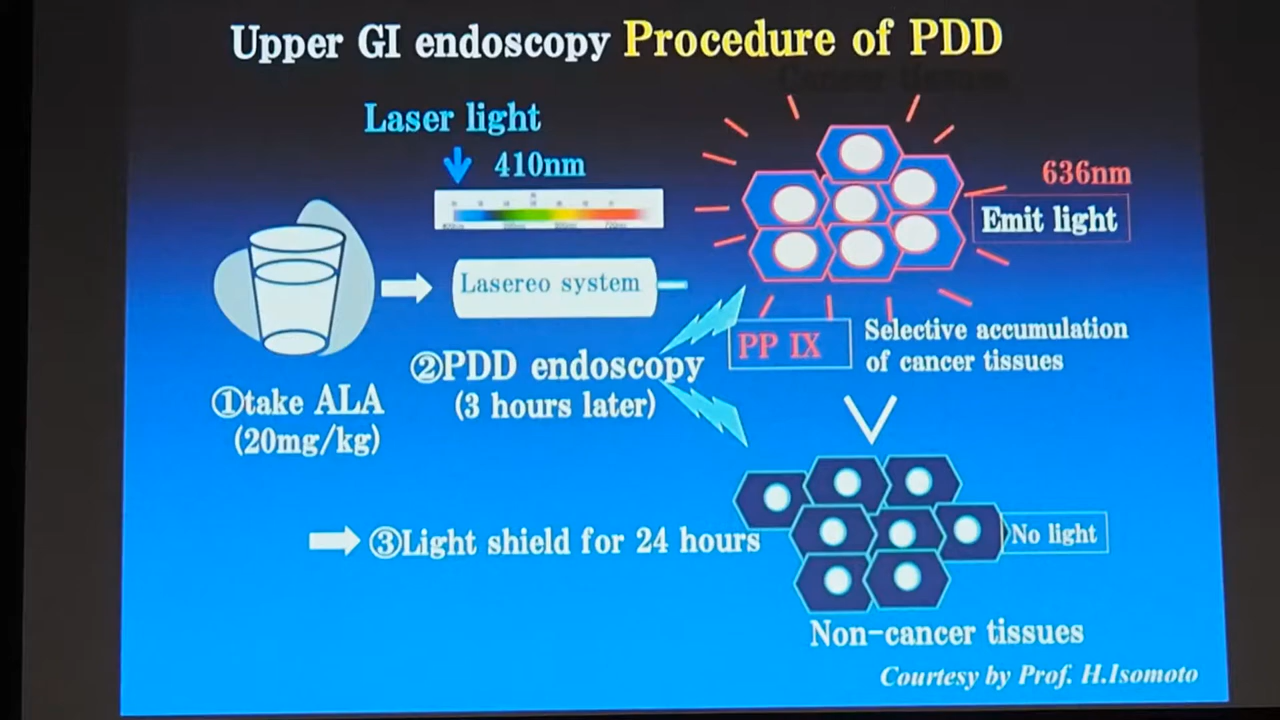 Upper GI endoscopy Procedure of PDD
Cancer tissues
Laser light
410nm
636nm
Emit light
Lasereo system
PP IX
Selective accumulation
of cancer tissues
②PDD endoscopy
(3 hours later)
①take ALA
(20mg/kg)
③Light shield for 24 hours
No light
Non-cancer tissues
Courtesy by Prof. H.Isomoto